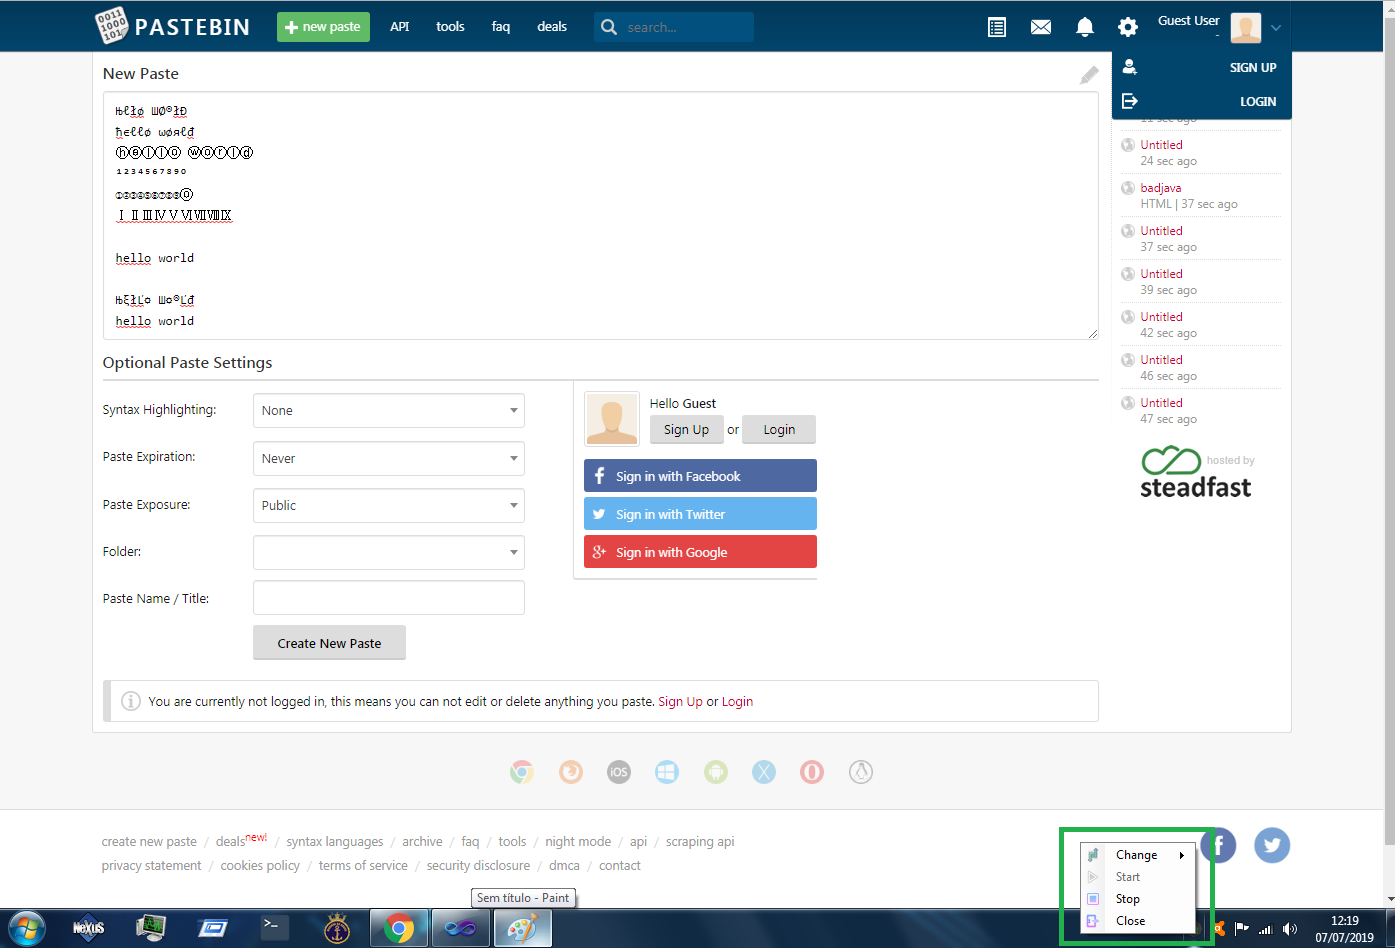 0011
1000
101
PASTEBIN
+ new paste
API
tools
faq
deals
search...
Guest User
-
SIGN UP
LOGIN
New Paste
ⓗⓔⓛⓛⓞ ⓦⓞⓡⓛⓓ
¹²³⁴⁵⁶⁷⁸⁹⁰
①②③④⑤⑥⑦⑧⑨⓪
Ⅰ Ⅱ Ⅲ Ⅳ Ⅴ Ⅵ Ⅶ Ⅷ Ⅸ
hello world
hello world
Untitled
24 sec ago
badjava
HTML | 37 sec ago
Untitled
37 sec ago
Untitled
39 sec ago
Untitled
42 sec ago
Untitled
46 sec ago
Untitled
47 sec ago
hosted by
steadfast
Optional Paste Settings
Syntax Highlighting:
None
Paste Expiration:
Never
Paste Exposure:
Public
Folder:
Paste Name / Title:
Create New Paste
Hello Guest
Sign Up or Login
Sign in with Facebook
Sign in with Twitter
Sign in with Google
You are currently not logged in, this means you can not edit or delete anything you paste. Sign Up or Login
iOS
create new paste / deals new! / syntax languages / archive / faq / tools / night mode / api / scraping api
privacy statement / cookies policy / terms of service / security disclosure / dmca / contact
Change
Start
Stop
Close
Sem título - Paint
NeXuS
12:19
07/07/2019